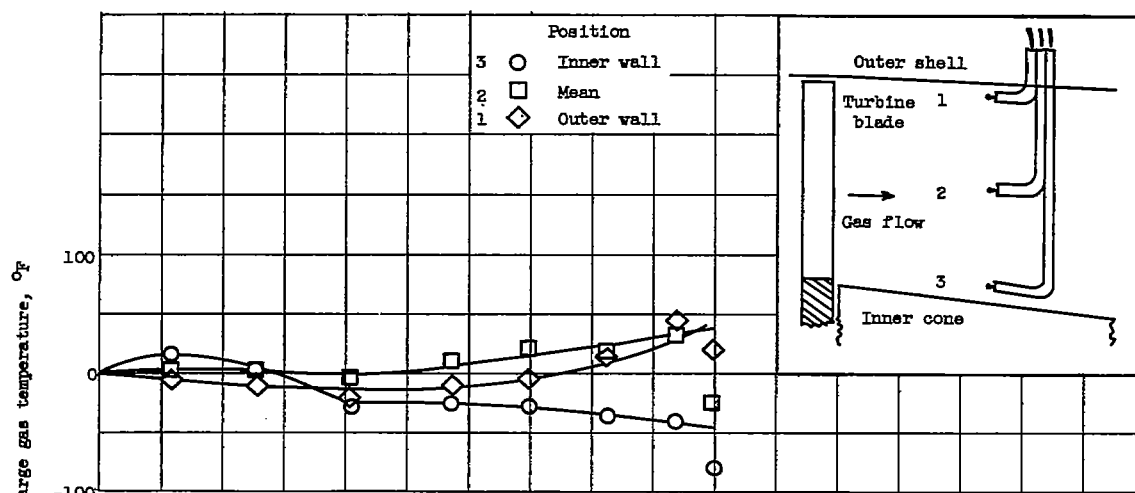 Position
3 Inner wall
2 Mean
1 Outer wall
Outer shell
Turbine 1
blade
2
Gas flow
3
Inner cone
100
0
-100
gas temperature, °F